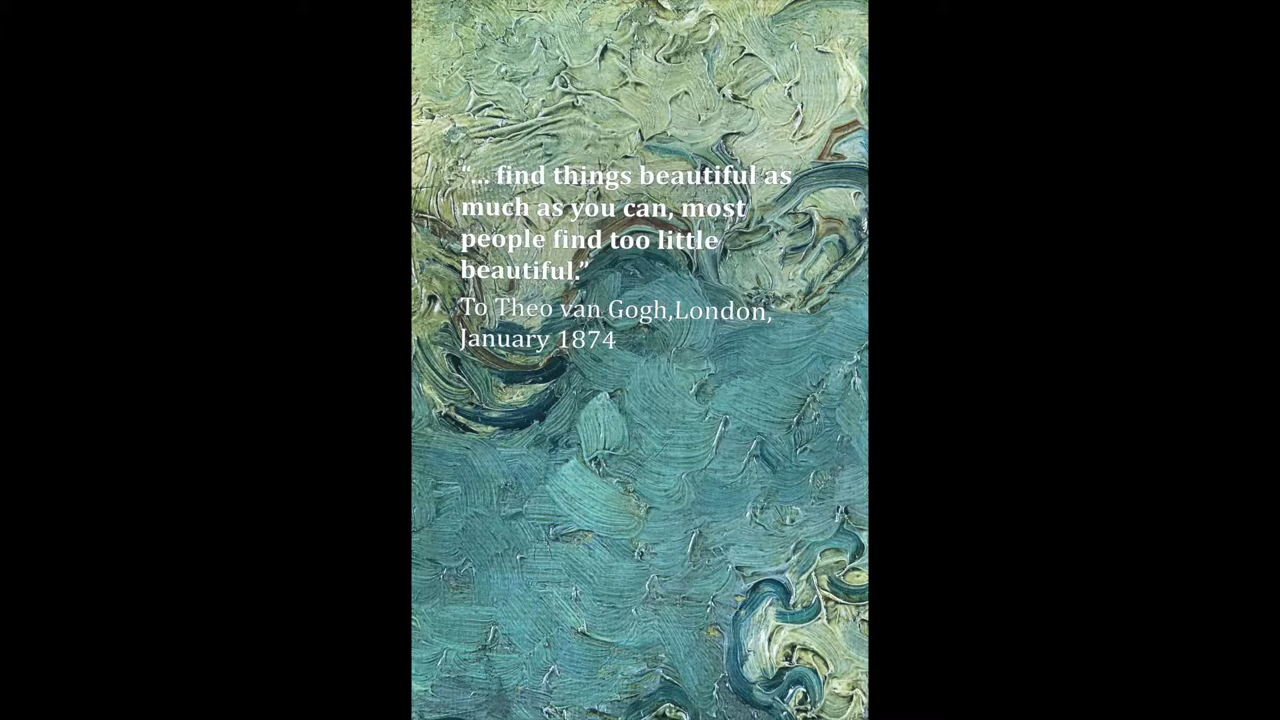 “... find things beautiful as
much as you can, most
people find too little
beautiful.”
To Theo van Gogh,London,
January 1874